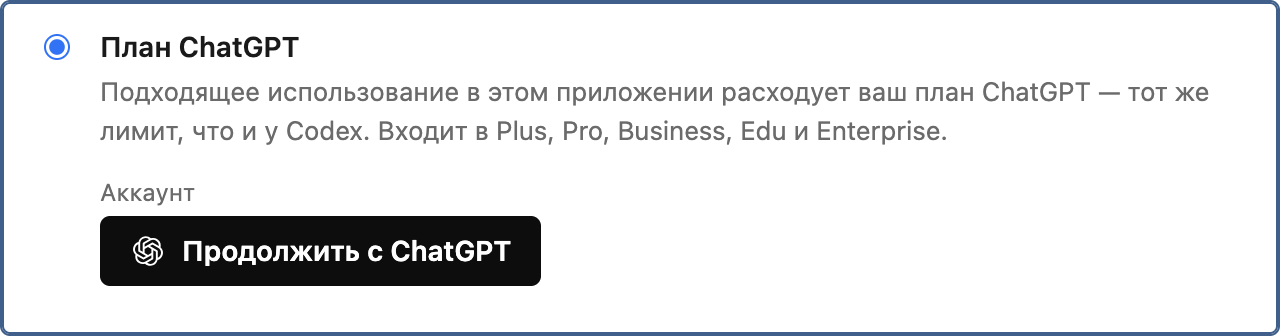 План ChatGPT
Подходящее использование в этом приложении расходует ваш план ChatGPT — тот же
лимит, что и у Codex. Входит в Plus, Pro, Business, Edu и Enterprise.
Аккаунт
Продолжить с ChatGPT